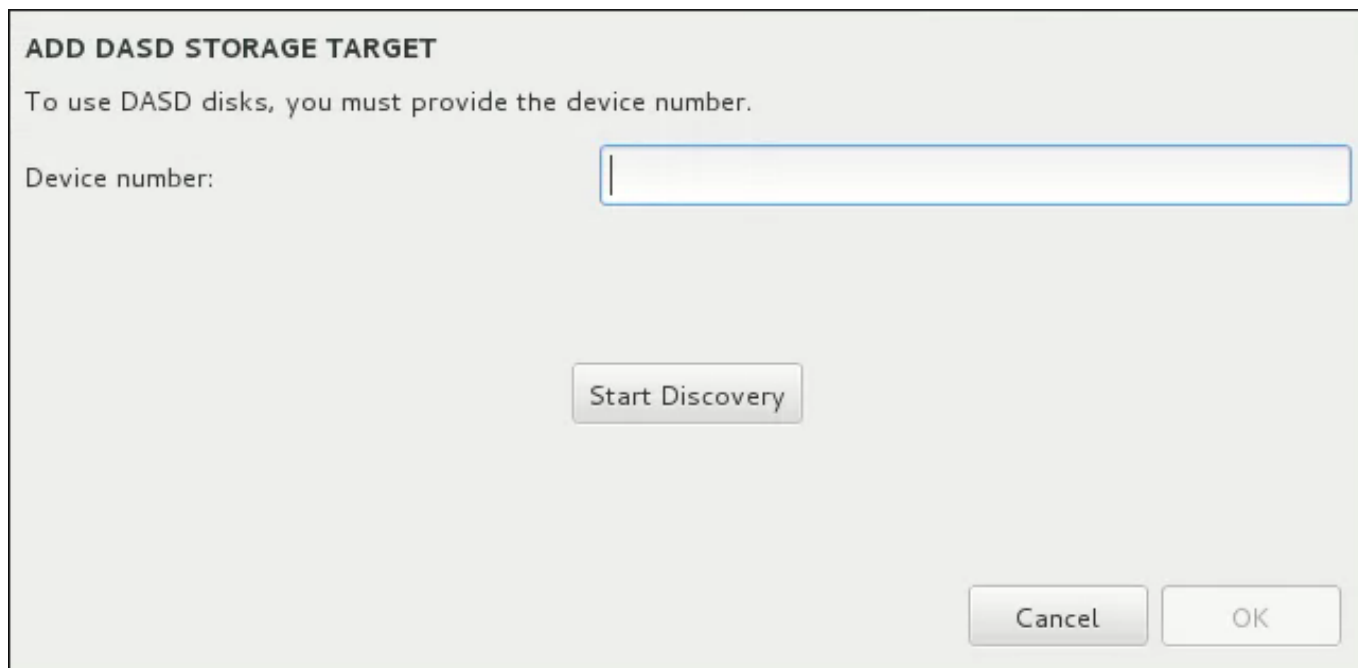 ADD DASD STORAGE TARGET
To use DASD disks, you must provide the device number.
Device number:
Start Discovery
Cancel OK